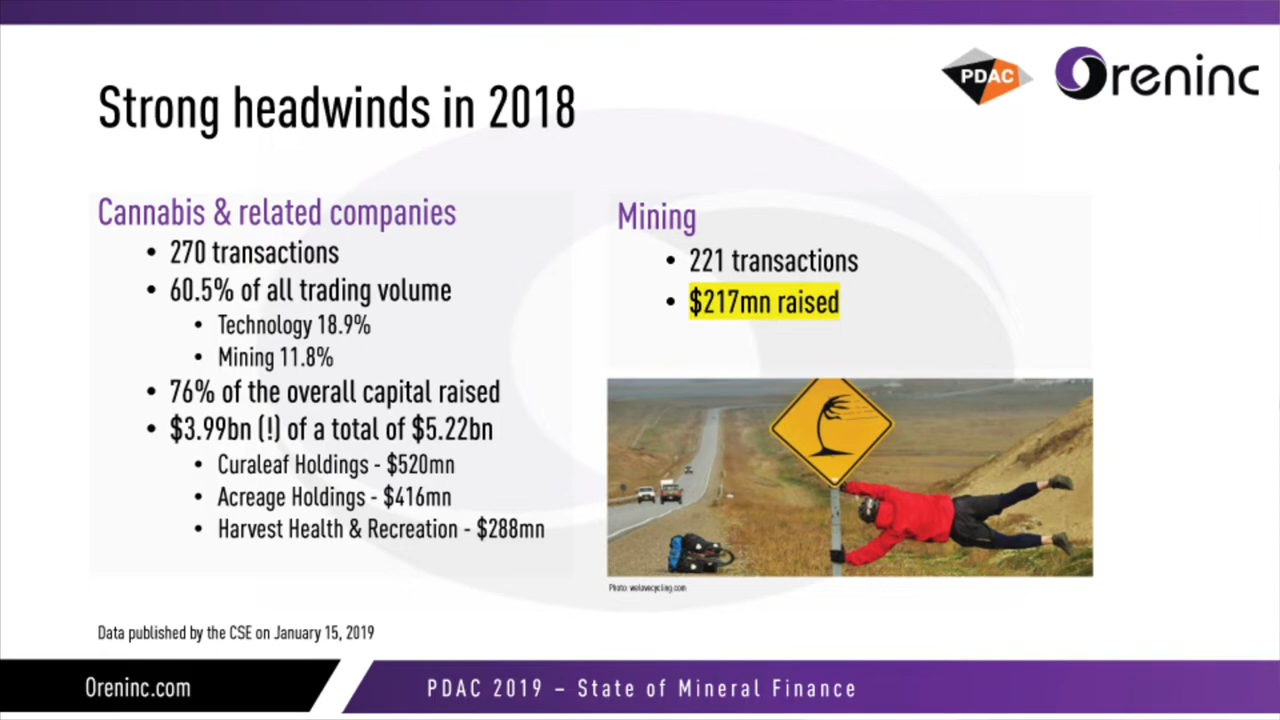 PDAC
Oreninc
Strong headwinds in 2018
Cannabis & related companies
• 270 transactions
• 60.5% of all trading volume
• Technology 18.9%
• Mining 11.8%
• 76% of the overall capital raised
• $3.99bn (!) of a total of $5.22bn
• Curaleaf Holdings - $520mn
• Acreage Holdings - $416mn
• Harvest Health & Recreation - $288mn
Mining
• 221 transactions
• $217mn raised
Photo: welovecycling.com
Data published by the CSE on January 15, 2019
Oreninc.com
PDAC 2019 – State of Mineral Finance